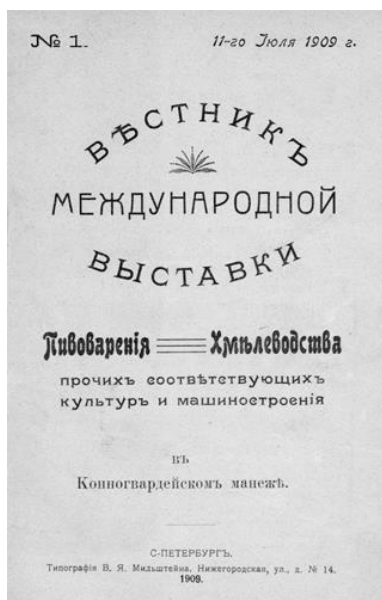 № 1.
11-го Іюля 1909 г.
ВѢСТНИКЪ
МЕЖДУНАРОДНОЙ
ВЫСТАВКИ
Пивоваренія Хмѣлеводства
прочихъ соотвѣтствующихъ
культуръ и машиностроенія
въ
Конногвардейскомъ манежѣ.
С-ПЕТЕРБУРГЪ.
Типографія В. Я. Мильштейна, Нижегородская, ул., д. № 14.
1909.